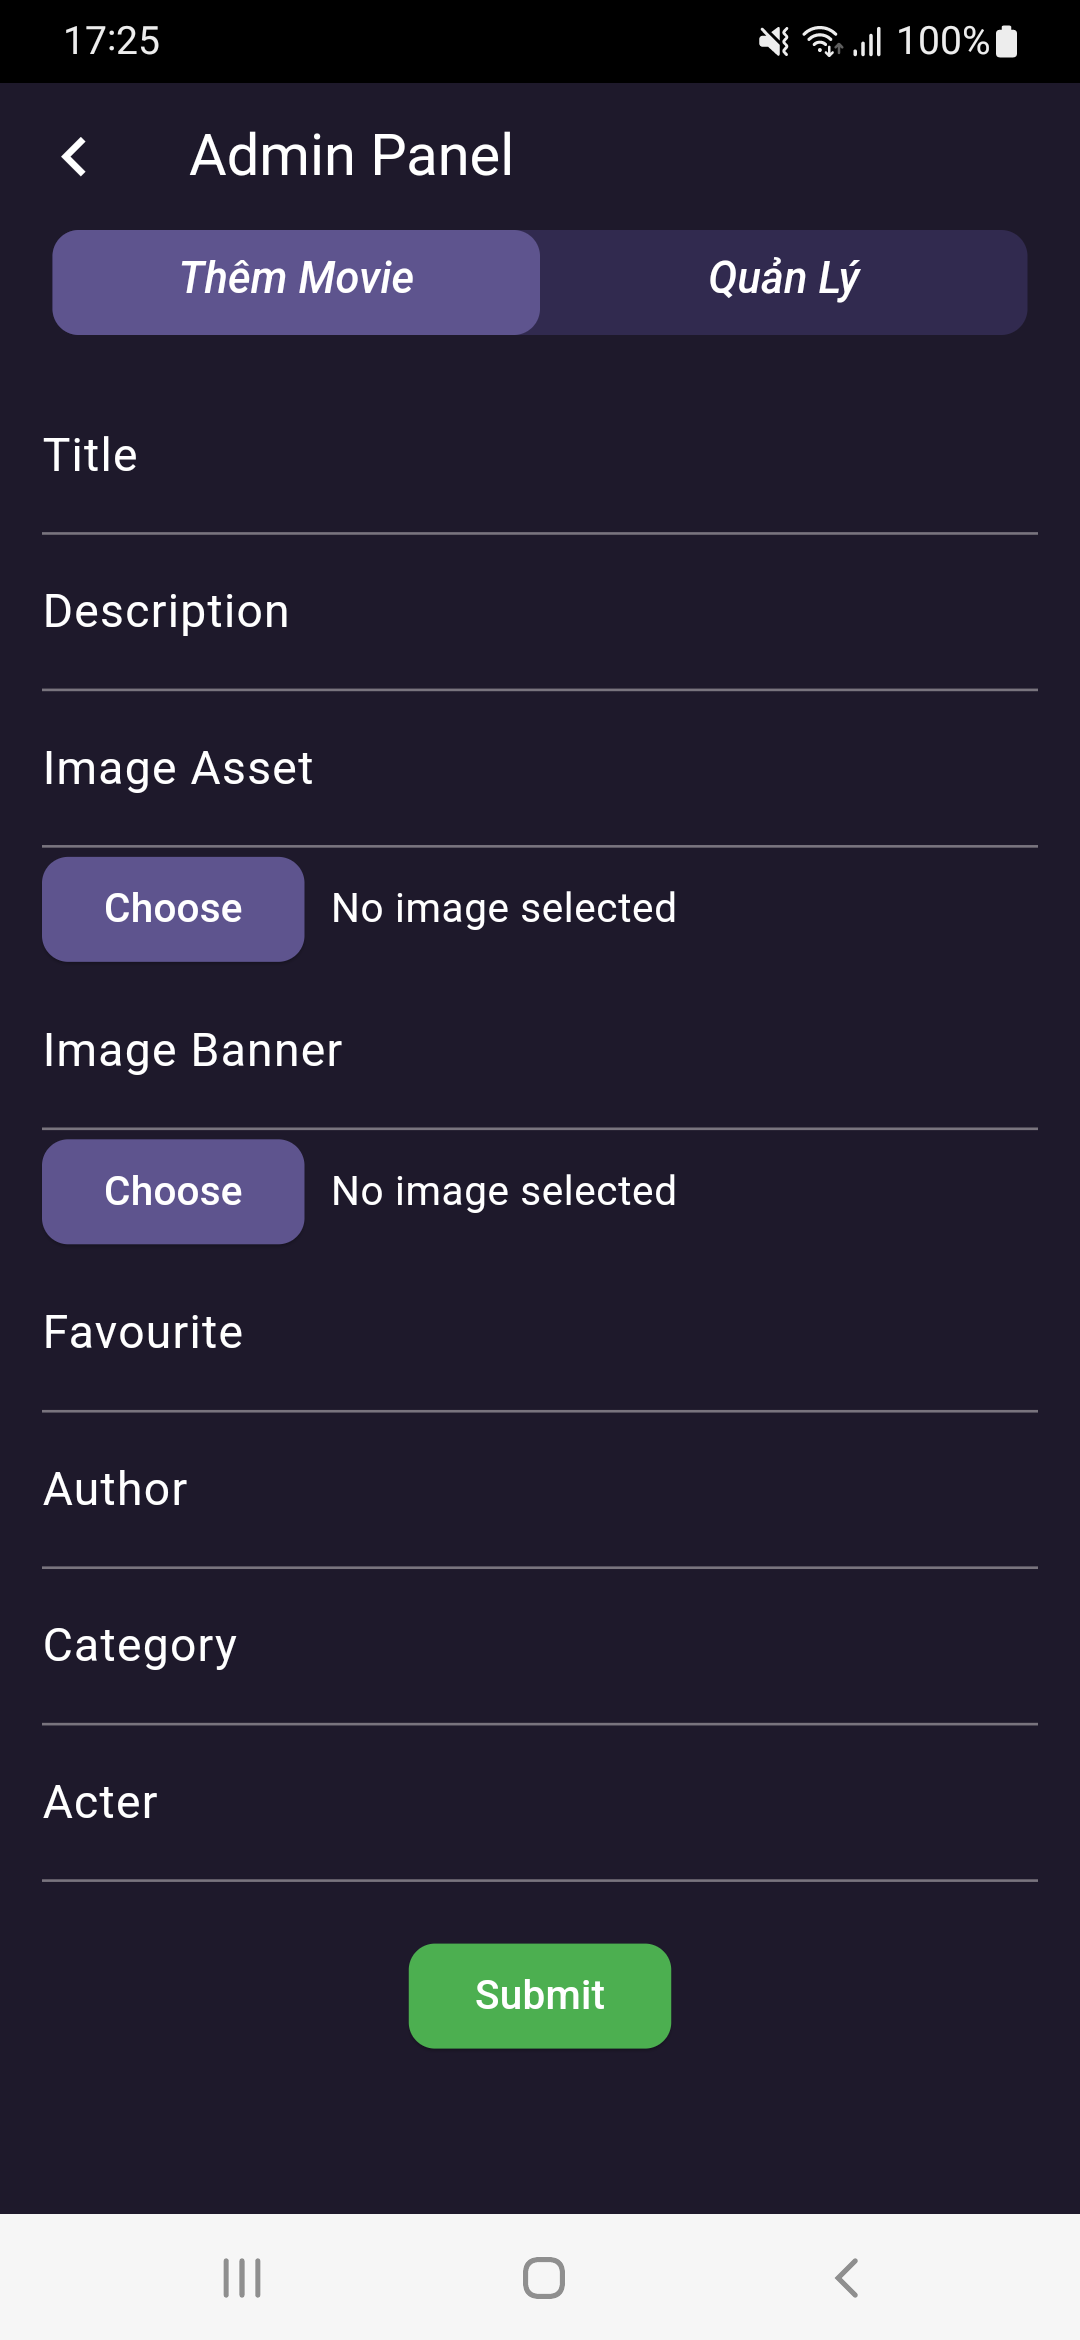 17:25 100%
Admin Panel
Thêm Movie Quản Lý
Title
Description
Image Asset
Choose No image selected
Image Banner
Choose No image selected
Favourite
Author
Category
Acter
Submit